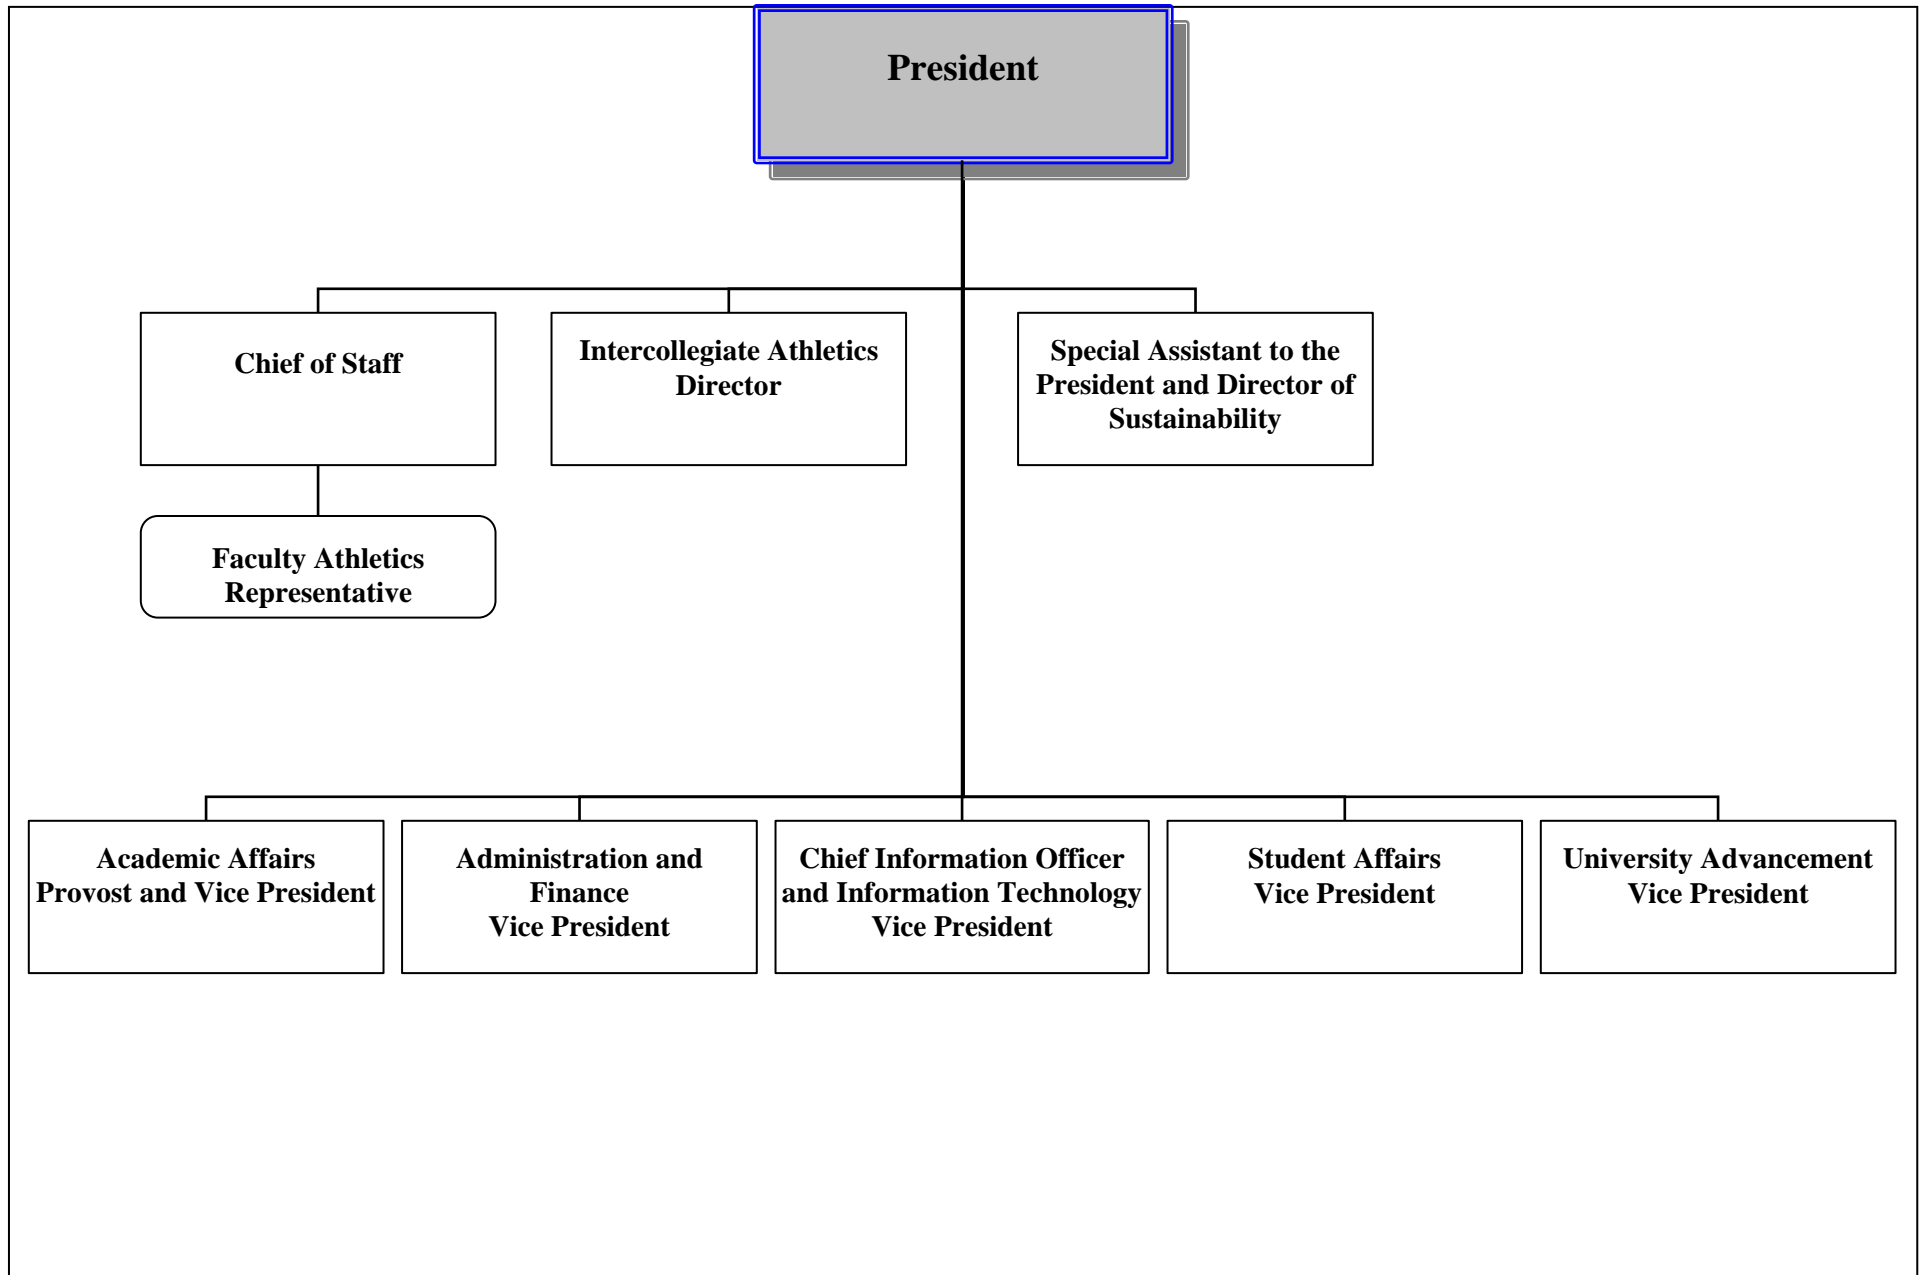 President
Chief of Staff
Intercollegiate Athletics
Director
Special Assistant to the
President and Director of
Sustainability
Faculty Athletics
Representative
Academic Affairs
Provost and Vice President
Administration and
Finance
Vice President
Chief Information Officer
and Information Technology
Vice President
Student Affairs
Vice President
University Advancement
Vice President